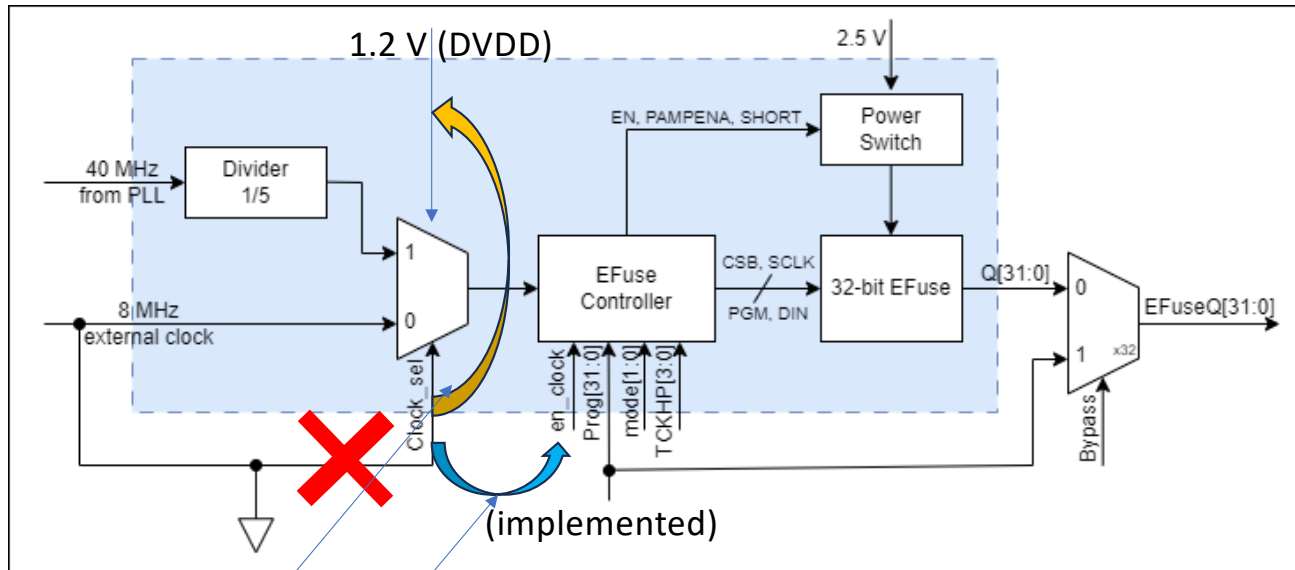 1.2 V (DVDD)
2.5 V
EN, PAMPENA, SHORT
Power
Switch
40 MHz
from PLL
Divider
1/5
1
0
8 MHz
external clock
Clock_sel
EFuse
Controller
CSB, SCLK
PGM, DIN
32-bit EFuse
Q[31:0]
0
1
x32
EFuseQ[31:0]
en_clock
Prog[31:0]
mode[1:0]
TCKHP[3:0]
Bypass
(implemented)